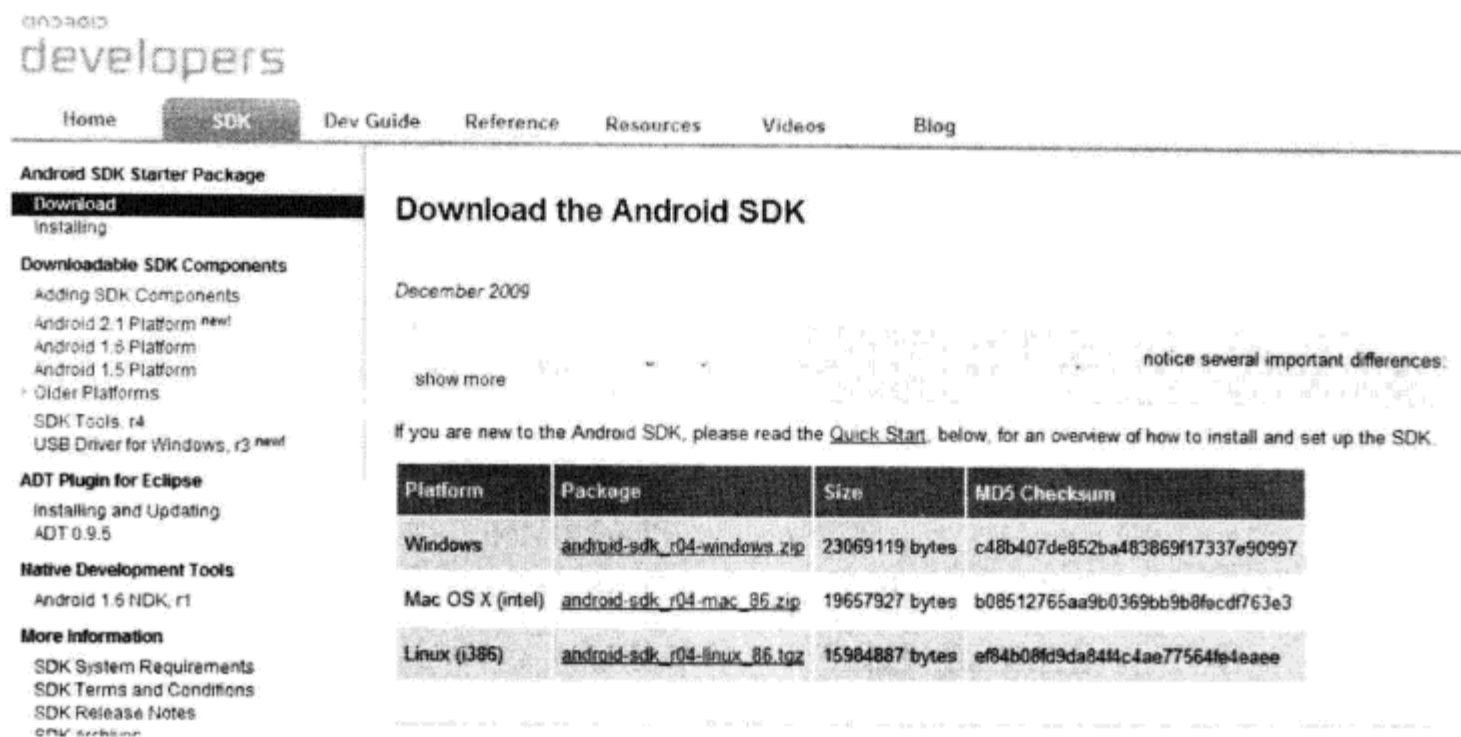 android
developers
Home SDK Dev Guide Reference Resources Videos Blog
Android SDK Starter Package
Download
Installing
Downloadable SDK Components
Adding SDK Components
Android 2.1 Platform new!
Android 1.6 Platform
Android 1.5 Platform
Older Platforms
SDK Tools, r4
USB Driver for Windows, r3 new!
ADT Plugin for Eclipse
Installing and Updating
ADT 0.9.5
Native Development Tools
Android 1.6 NDK, r1
More Information
SDK System Requirements
SDK Terms and Conditions
SDK Release Notes
SDK Archives
Download the Android SDK
December 2009
notice several important differences:
show more
If you are new to the Android SDK, please read the Quick Start, below, for an overview of how to install and set up the SDK.
Platform Package Size MD5 Checksum
Windows android-sdk_r04-windows.zip 23069119 bytes c48b407de852ba483869f17337e90997
Mac OS X (intel) android-sdk_r04-mac_86.zip 19657927 bytes b08512765aa9b0369bb9b8fecdf763e3
Linux (i386) android-sdk_r04-linux_86.tgz 15984887 bytes ef84b08fd9da84f4c4ae77564fe4eaee